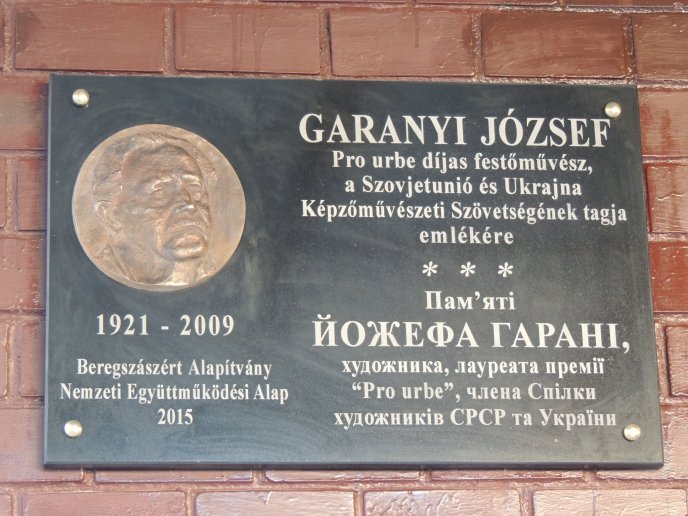 GARANYI JÓZSEF
Pro urbe díjas festőművész,
a Szovjetunió és Ukrajna
Képzőművészeti Szövetségének tagja
emlékére
* * *
Пам’яті
ЙОЖЕФА ГАРАНІ,
художника, лауреата премії
“Pro urbe”, члена Спілки
художників СРСР та України
1921 - 2009
Beregszászért Alapítvány
Nemzeti Együttműködési Alap
2015